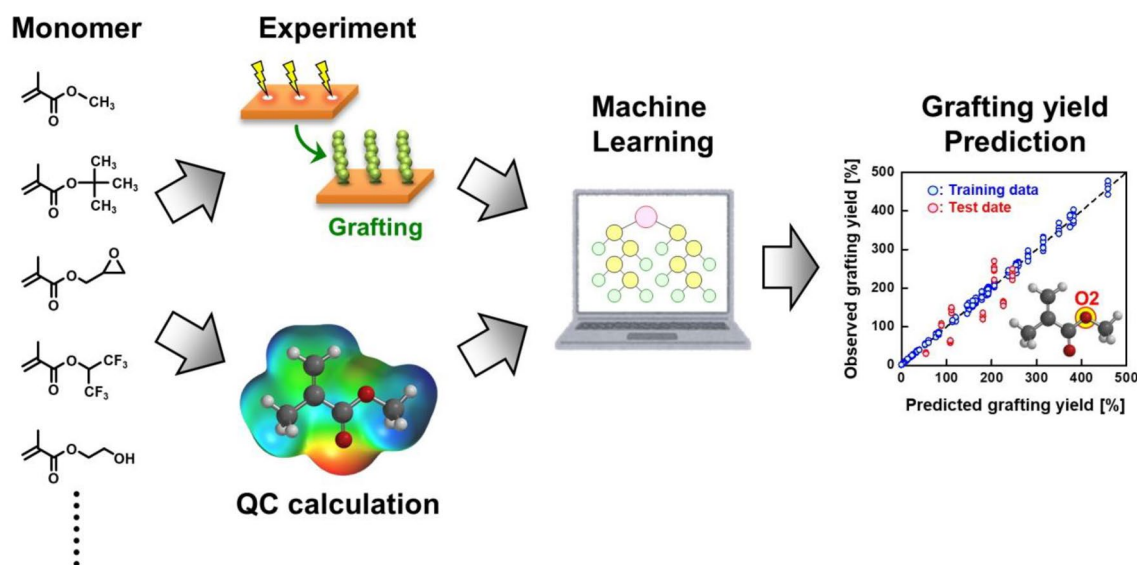 Monomer
O
CH3
O
O
CH3
CH3
CH3
O
O
O
O
O
CF3
CF3
O
O
OH
O
Experiment
Grafting
QC calculation
Machine
Learning
Grafting yield
Prediction
Observed grafting yield [%]
500
400
300
200
100
0
○: Training data
○: Test date
O2
0 100 200 300 400 500
Predicted grafting yield [%]